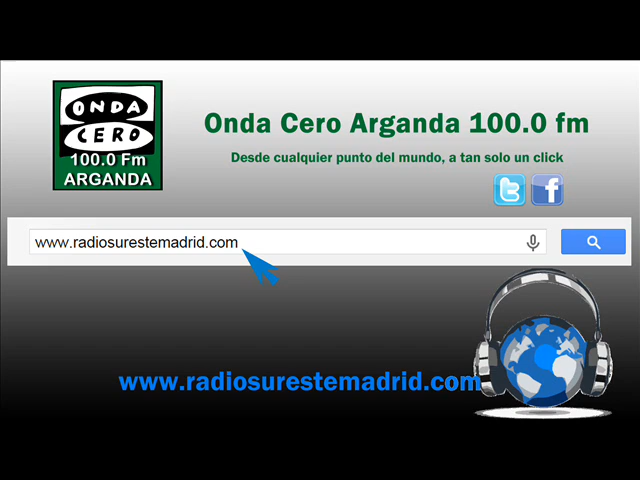 ONDA
CERO
100.0 Fm
ARGANDA
Onda Cero Arganda 100.0 fm
Desde cualquier punto del mundo, a tan solo un click
www.radiosurestemadrid.com
www.radiosurestemadrid.com